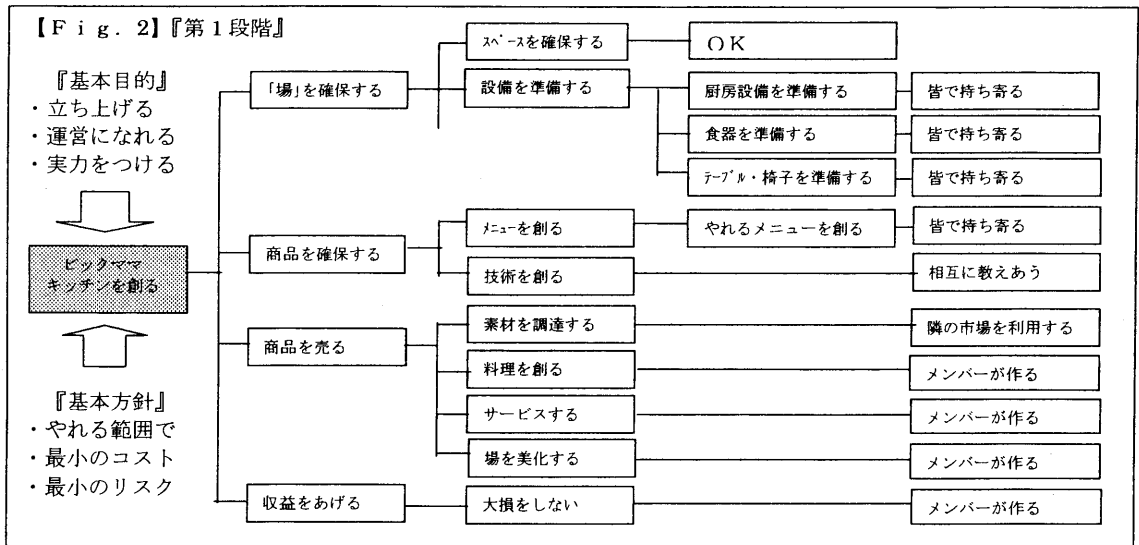 【Fig. 2】『第1段階』
『基本目的』
・立ち上げる
・運営になれる
・実力をつける
ビックママ
キッチンを創る
『基本方針』
・やれる範囲で
・最小のコスト
・最小のリスク
「場」を確保する
スペースを確保する
OK
設備を準備する
厨房設備を準備する
皆で持ち寄る
食器を準備する
皆で持ち寄る
テーブル・椅子を準備する
皆で持ち寄る
商品を確保する
メニューを創る
やれるメニューを創る
皆で持ち寄る
技術を創る
相互に教えあう
商品を売る
素材を調達する
隣の市場を利用する
料理を創る
メンバーが作る
サービスする
メンバーが作る
場を美化する
メンバーが作る
収益をあげる
大損をしない
メンバーが作る